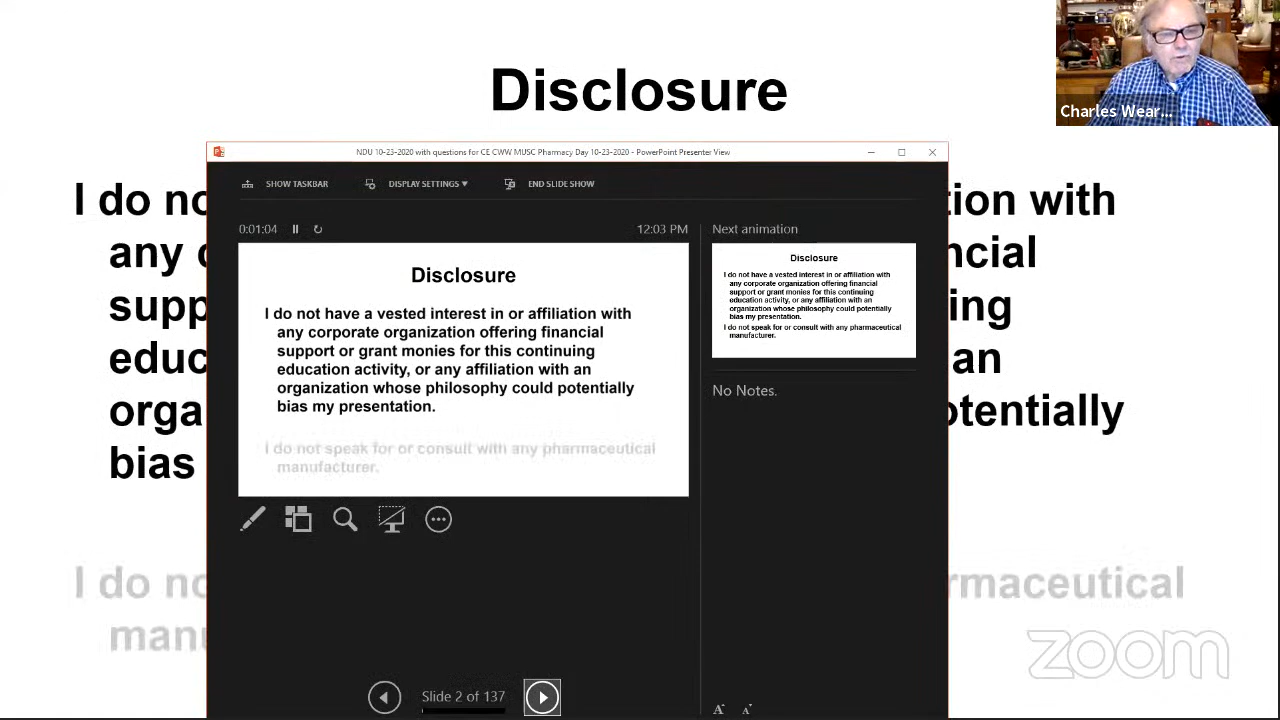 Disclosure
Charles Wear...
NDU 10-23-2020 with questions for CE CWW MUSC Pharmacy Day 10-23-2020 - PowerPoint Presenter View
I do no
tion with
any c
ncial
supp
ing
educ
an
orga
otentially
bias
I do no
rmaceutical
manu
SHOW TASKBAR
DISPLAY SETTINGS ▼
END SLIDE SHOW
0:01:04
12:03 PM
Disclosure
I do not have a vested interest in or affiliation with
any corporate organization offering financial
support or grant monies for this continuing
education activity, or any affiliation with an
organization whose philosophy could potentially
bias my presentation.
I do not speak for or consult with any pharmaceutical
manufacturer.
Next animation
Disclosure
I do not have a vested interest in or affiliation with
any corporate organization offering financial
support or grant monies for this continuing
education activity, or any affiliation with an
organization whose philosophy could potentially
bias my presentation.
I do not speak for or consult with any pharmaceutical
manufacturer.
No Notes.
Slide 2 of 137
A A
zoom